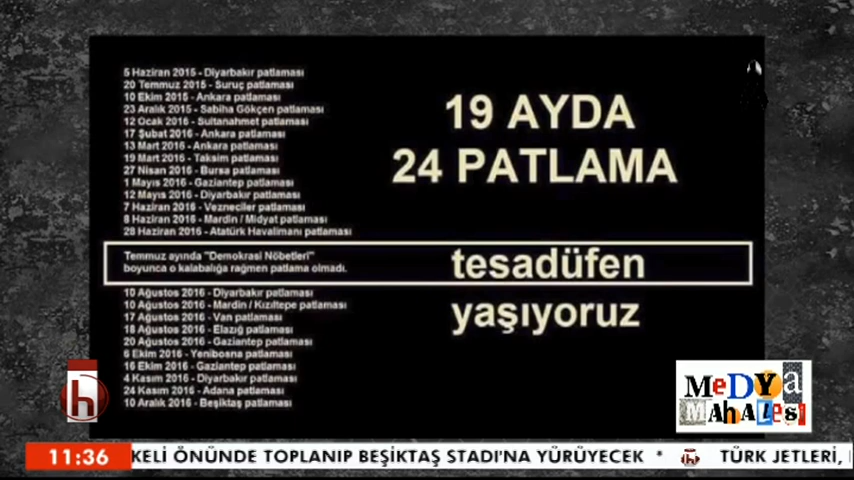 5 Haziran 2015 - Diyarbakır patlaması
20 Temmuz 2015 - Suruç patlaması
10 Ekim 2015 - Ankara patlaması
23 Aralık 2015 - Sabiha Gökçen patlaması
12 Ocak 2016 - Sultanahmet patlaması
17 Şubat 2016 - Ankara patlaması
13 Mart 2016 - Ankara patlaması
19 Mart 2016 - Taksim patlaması
27 Nisan 2016 - Bursa patlaması
1 Mayıs 2016 - Gaziantep patlaması
12 Mayıs 2016 - Diyarbakır patlaması
7 Haziran 2016 - Vezneciler patlaması
8 Haziran 2016 - Mardin / Midyat patlaması
28 Haziran 2016 - Atatürk Havalimanı patlaması
Temmuz ayında "Demokrasi Nöbetleri"
boyunca o kalabalığa rağmen patlama olmadı.
10 Ağustos 2016 - Diyarbakır patlaması
10 Ağustos 2016 - Mardin / Kızıltepe patlaması
17 Ağustos 2016 - Van patlaması
18 Ağustos 2016 - Elazığ patlaması
20 Ağustos 2016 - Gaziantep patlaması
6 Ekim 2016 - Yenibosna patlaması
16 Ekim 2016 - Gaziantep patlaması
4 Kasım 2016 - Diyarbakır patlaması
24 Kasım 2016 - Adana patlaması
10 Aralık 2016 - Beşiktaş patlaması
19 AYDA
24 PATLAMA
tesadüfen
yaşıyoruz
h
MeDYa
MAHALESİ
11:36 KELİ ÖNÜNDE TOPLANIP BEŞİKTAŞ STADI'NA YÜRÜYECEK * h TÜRK JETLERİ,